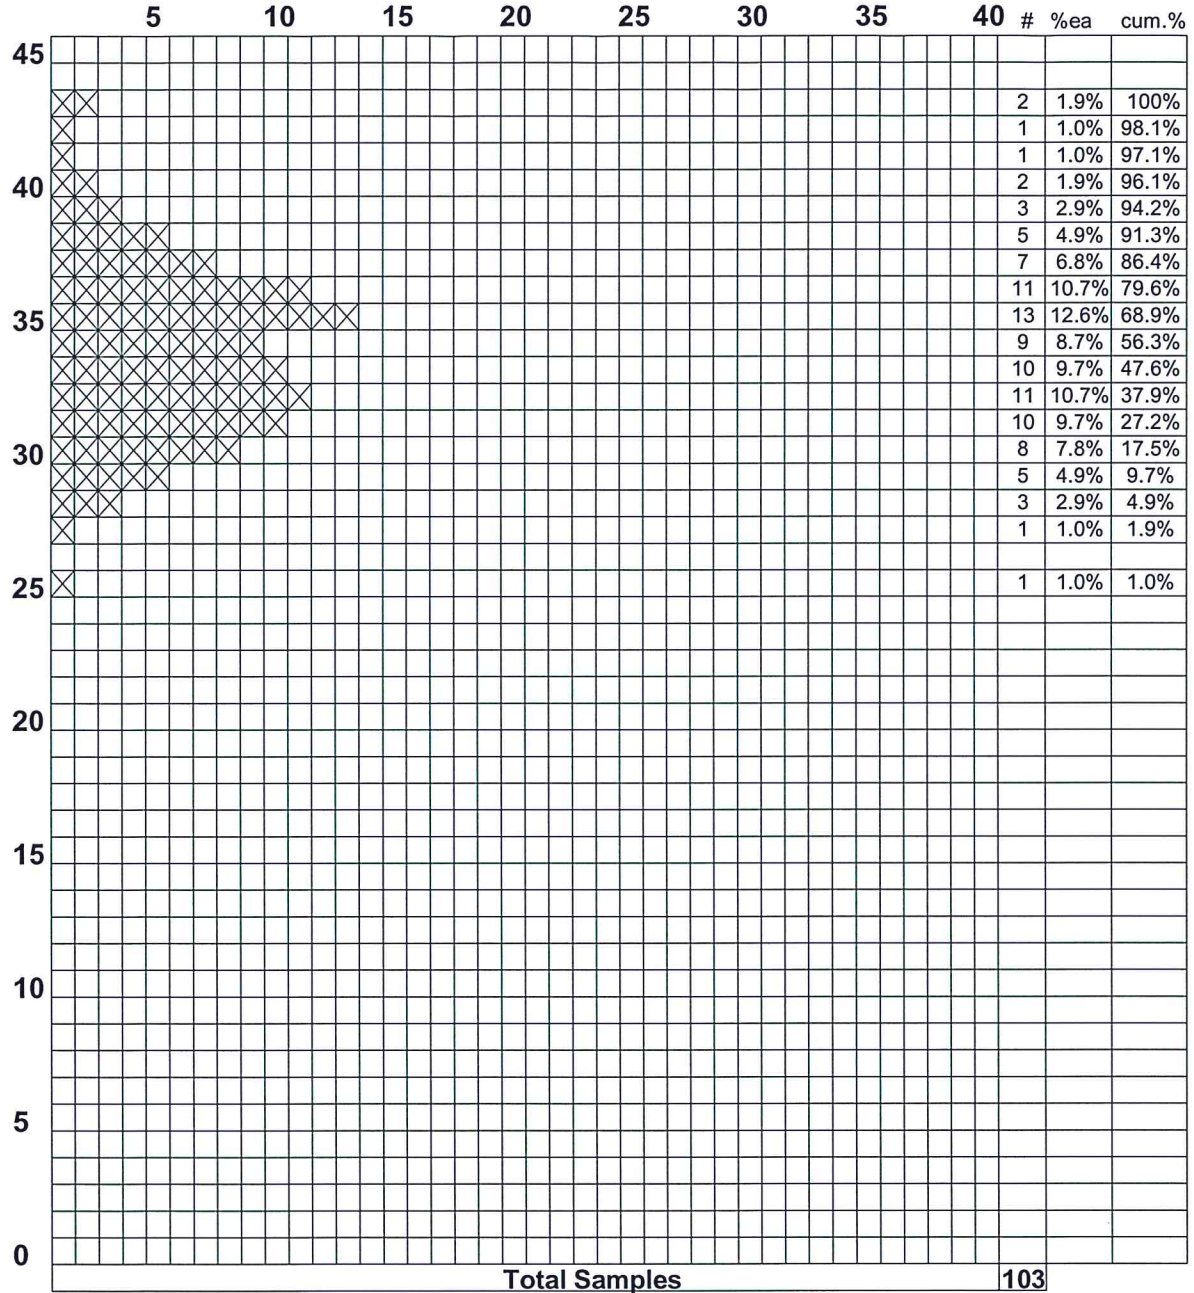 5 10 15 20 25 30 35 40 # %ea cum.%
45
2 1.9% 100%
1 1.0% 98.1%
1 1.0% 97.1%
40 2 1.9% 96.1%
3 2.9% 94.2%
5 4.9% 91.3%
7 6.8% 86.4%
11 10.7% 79.6%
35 13 12.6% 68.9%
9 8.7% 56.3%
10 9.7% 47.6%
11 10.7% 37.9%
10 9.7% 27.2%
30 8 7.8% 17.5%
5 4.9% 9.7%
3 2.9% 4.9%
1 1.0% 1.9%
25 1 1.0% 1.0%
20
15
10
5
0
Total Samples 103